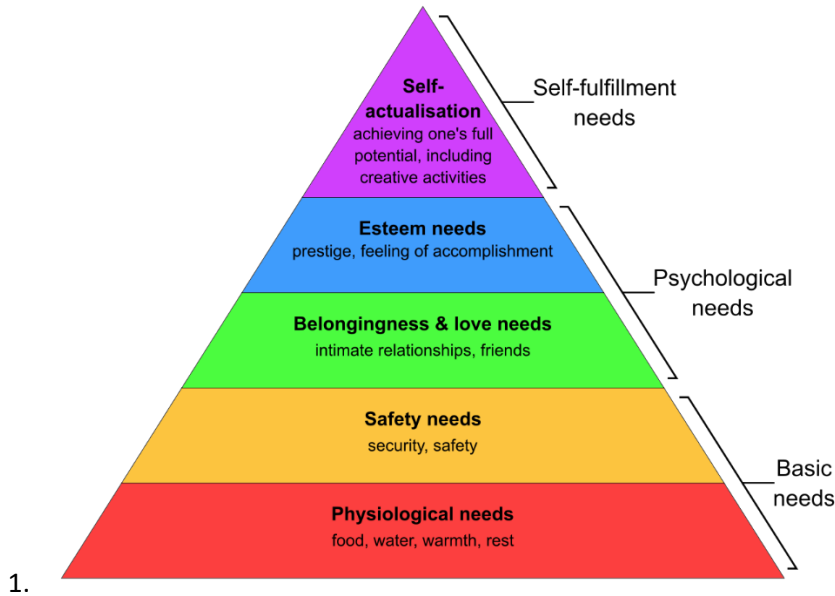 Self-
actualisation
achieving one's full
potential, including
creative activities
Self-fulfillment
needs
Esteem needs
prestige, feeling of accomplishment
Psychological
needs
Belongingness & love needs
intimate relationships, friends
Safety needs
security, safety
Basic
needs
Physiological needs
food, water, warmth, rest
1.